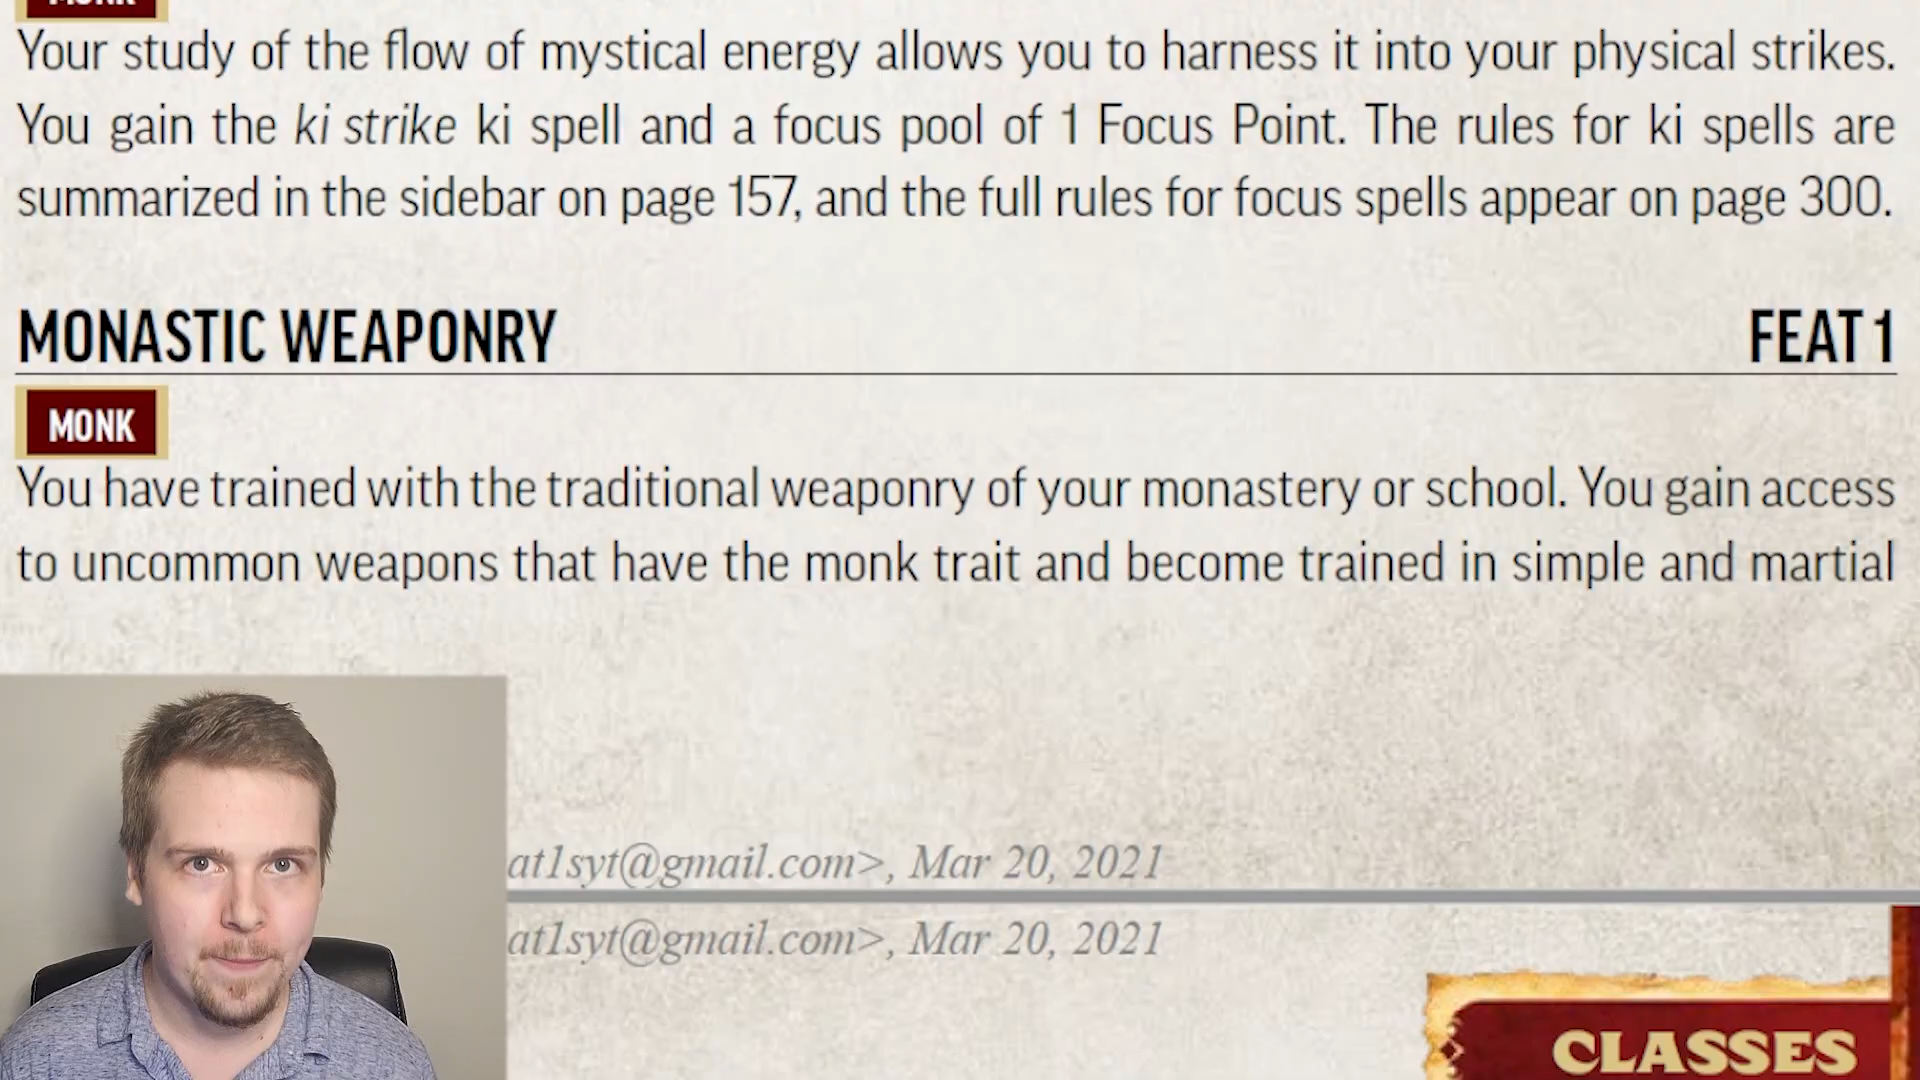 MONK
Your study of the flow of mystical energy allows you to harness it into your physical strikes.
You gain the ki strike ki spell and a focus pool of 1 Focus Point. The rules for ki spells are
summarized in the sidebar on page 157, and the full rules for focus spells appear on page 300.
MONASTIC WEAPONRY FEAT 1
MONK
You have trained with the traditional weaponry of your monastery or school. You gain access
to uncommon weapons that have the monk trait and become trained in simple and martial
at1syt@gmail.com>, Mar 20, 2021
at1syt@gmail.com>, Mar 20, 2021
CLASSES